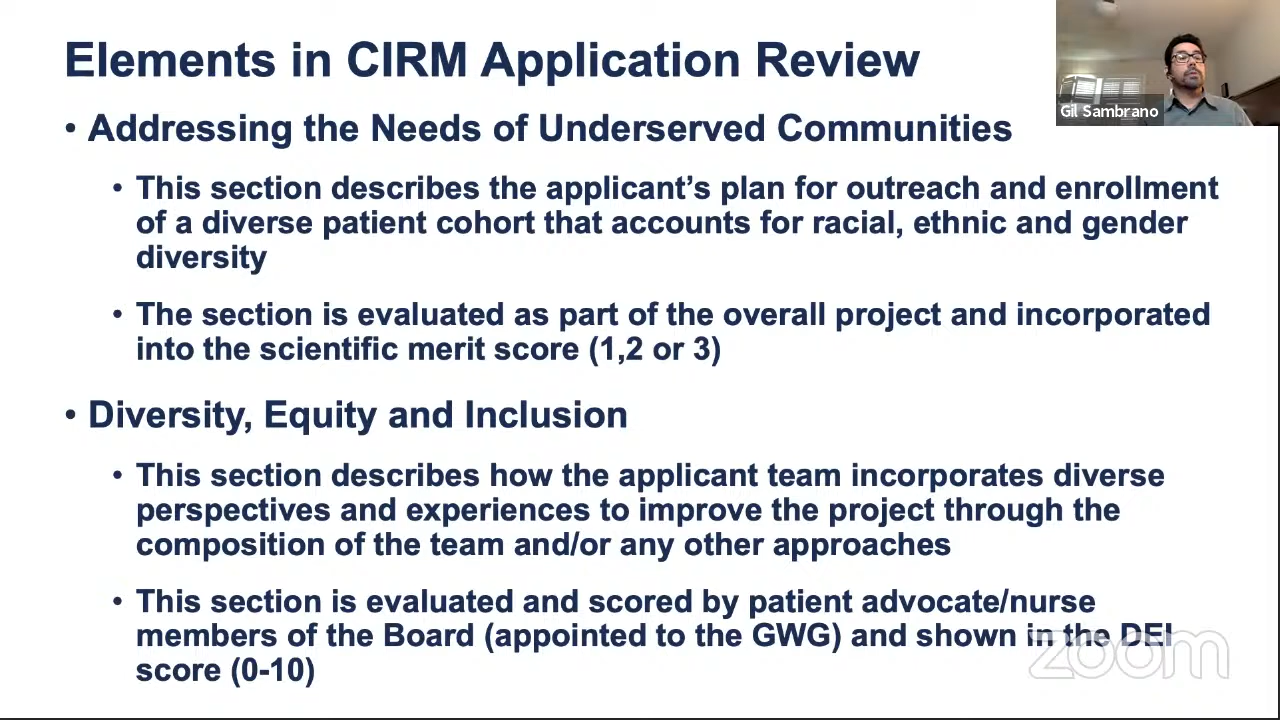 Elements in CIRM Application Review
Gil Sambrano
• Addressing the Needs of Underserved Communities
• This section describes the applicant’s plan for outreach and enrollment
of a diverse patient cohort that accounts for racial, ethnic and gender
diversity
• The section is evaluated as part of the overall project and incorporated
into the scientific merit score (1,2 or 3)
• Diversity, Equity and Inclusion
• This section describes how the applicant team incorporates diverse
perspectives and experiences to improve the project through the
composition of the team and/or any other approaches
• This section is evaluated and scored by patient advocate/nurse
members of the Board (appointed to the GWG) and shown in the DEI
score (0-10)
zoom